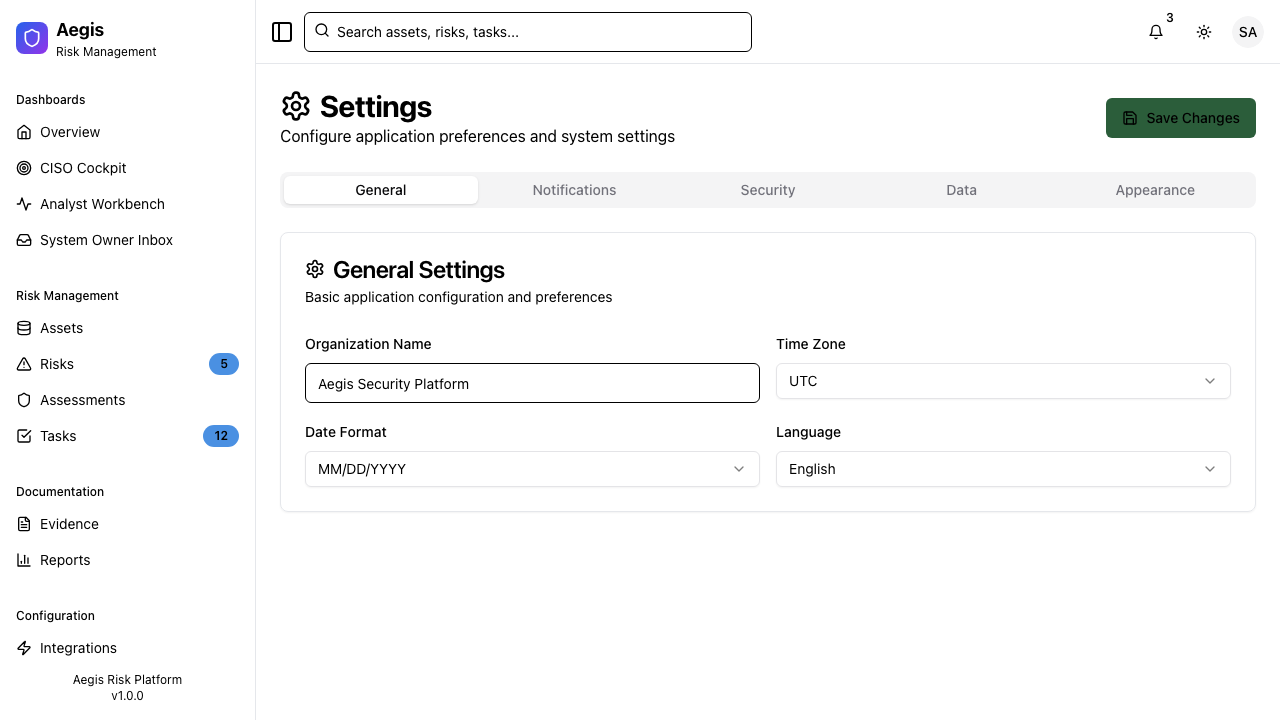 Aegis
Risk Management
Dashboards
Overview
CISO Cockpit
Analyst Workbench
System Owner Inbox
Risk Management
Assets
Risks 5
Assessments
Tasks 12
Documentation
Evidence
Reports
Configuration
Integrations
Aegis Risk Platform
v1.0.0
Search assets, risks, tasks...
3
SA
Settings
Configure application preferences and system settings
Save Changes
General Notifications Security Data Appearance
General Settings
Basic application configuration and preferences
Organization Name
Aegis Security Platform
Time Zone
UTC
Date Format
MM/DD/YYYY
Language
English